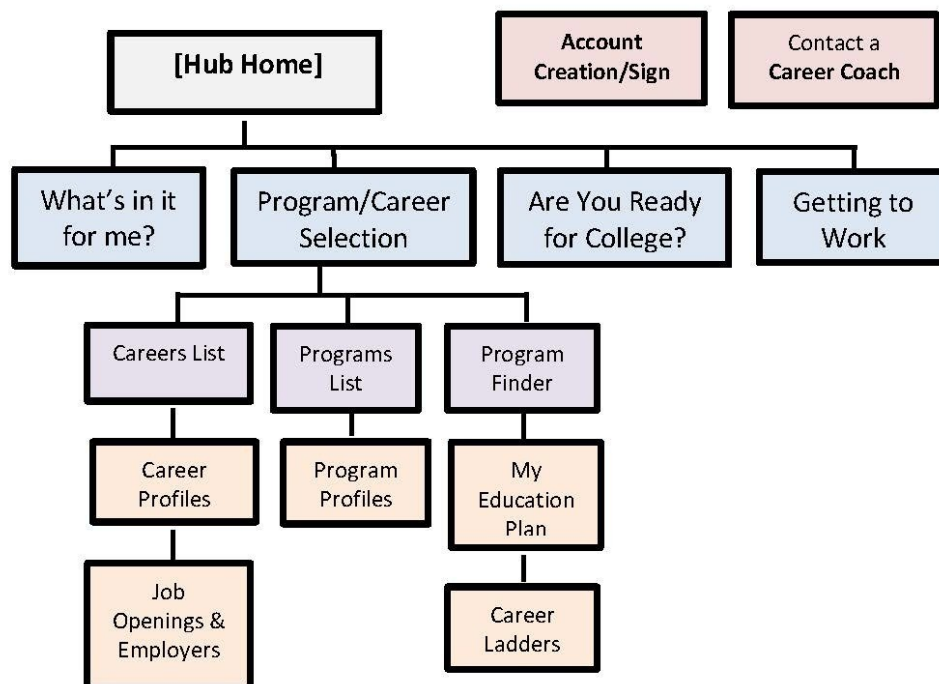 [Hub Home]
Account
Creation/Sign
Contact a
Career Coach
What's in it
for me?
Program/Career
Selection
Are You Ready
for College?
Getting to
Work
Careers List
Programs
List
Program
Finder
Career
Profiles
Program
Profiles
My
Education
Plan
Job
Openings &
Employers
Career
Ladders